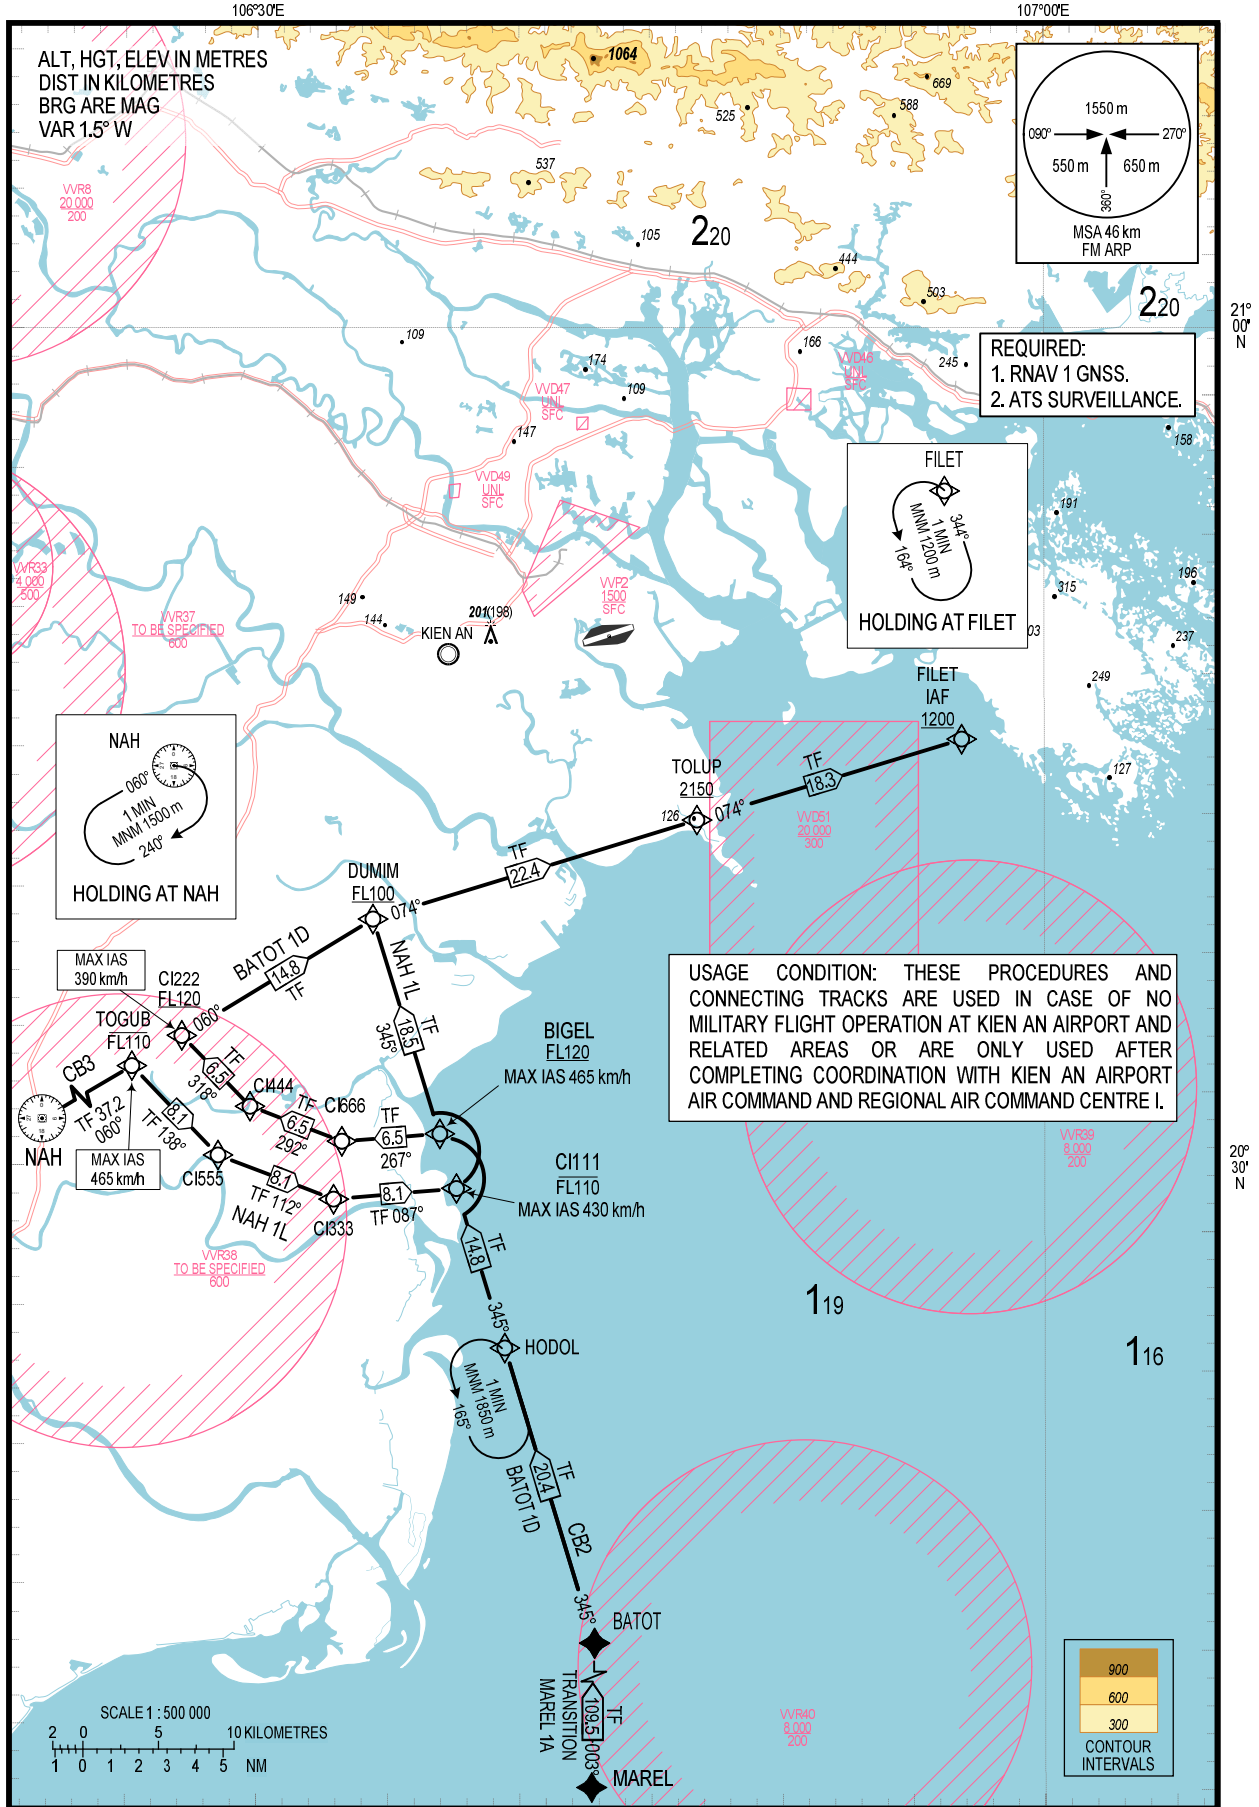 106°30'E
107°00'E
ALT, HGT, ELEV IN METRES
DIST IN KILOMETRES
BRG ARE MAG
VAR 1.5° W
1064
669
588
525
537
1550 m
090°
270°
550 m
650 m
360°
MSA 46 km
FM ARP
VVR8
20 000
200
105
220
444
503
220
21°
00'
N
109
174
166
245
VVD46
UNL
SFC
REQUIRED:
1. RNAV 1 GNSS.
2. ATS SURVEILLANCE.
VVD47
UNL
SFC
109
147
158
VVD49
UNL
SFC
FILET
344°
1 MIN
MNM 1200 m
164°
HOLDING AT FILET
191
196
315
03
237
249
127
VVR33
4 000
500
VVR37
TO BE SPECIFIED
600
149
144
201(198)
KIEN AN
VVP2
1500
SFC
FILET
IAF
1200
NAH
0
9
18
27
060°
1 MIN
MNM 1500 m
240°
HOLDING AT NAH
TOLUP
2150
126
074°
TF
18.3
VVD51
20 000
300
TF
22.4
DUMIM
FL100
074°
BATOT 1D
14.8
TF
NAH 1L
TF
18.5
345°
MAX IAS
390 km/h
CI222
FL120
060°
TOGUB
FL110
CB3
TF 37.2
060°
0
9
18
27
NAH
MAX IAS
465 km/h
TF
6.5
318°
CI444
TF
6.5
292°
CI666
TF
6.5
267°
BIGEL
FL120
MAX IAS 465 km/h
8.1
TF 138°
CI555
8.1
TF 112°
NAH 1L
CI333
8.1
TF 087°
CI111
FL110
MAX IAS 430 km/h
USAGE CONDITION: THESE PROCEDURES AND
CONNECTING TRACKS ARE USED IN CASE OF NO
MILITARY FLIGHT OPERATION AT KIEN AN AIRPORT AND
RELATED AREAS OR ARE ONLY USED AFTER
COMPLETING COORDINATION WITH KIEN AN AIRPORT
AIR COMMAND AND REGIONAL AIR COMMAND CENTRE I.
VVR39
8 000
200
20°
30'
N
VVR38
TO BE SPECIFIED
600
TF
14.8
345°
HODOL
1 MIN
MNM 1850 m
165°
119
116
TF
20.4
BATOT1D
CB2
345°
BATOT
TF
109.5
003°
TRANSITION
MAREL 1A
MAREL
VVR40
8 000
200
SCALE 1 : 500 000
2 0 5 10 KILOMETRES
1 0 1 2 3 4 5 NM
900
600
300
CONTOUR
INTERVALS